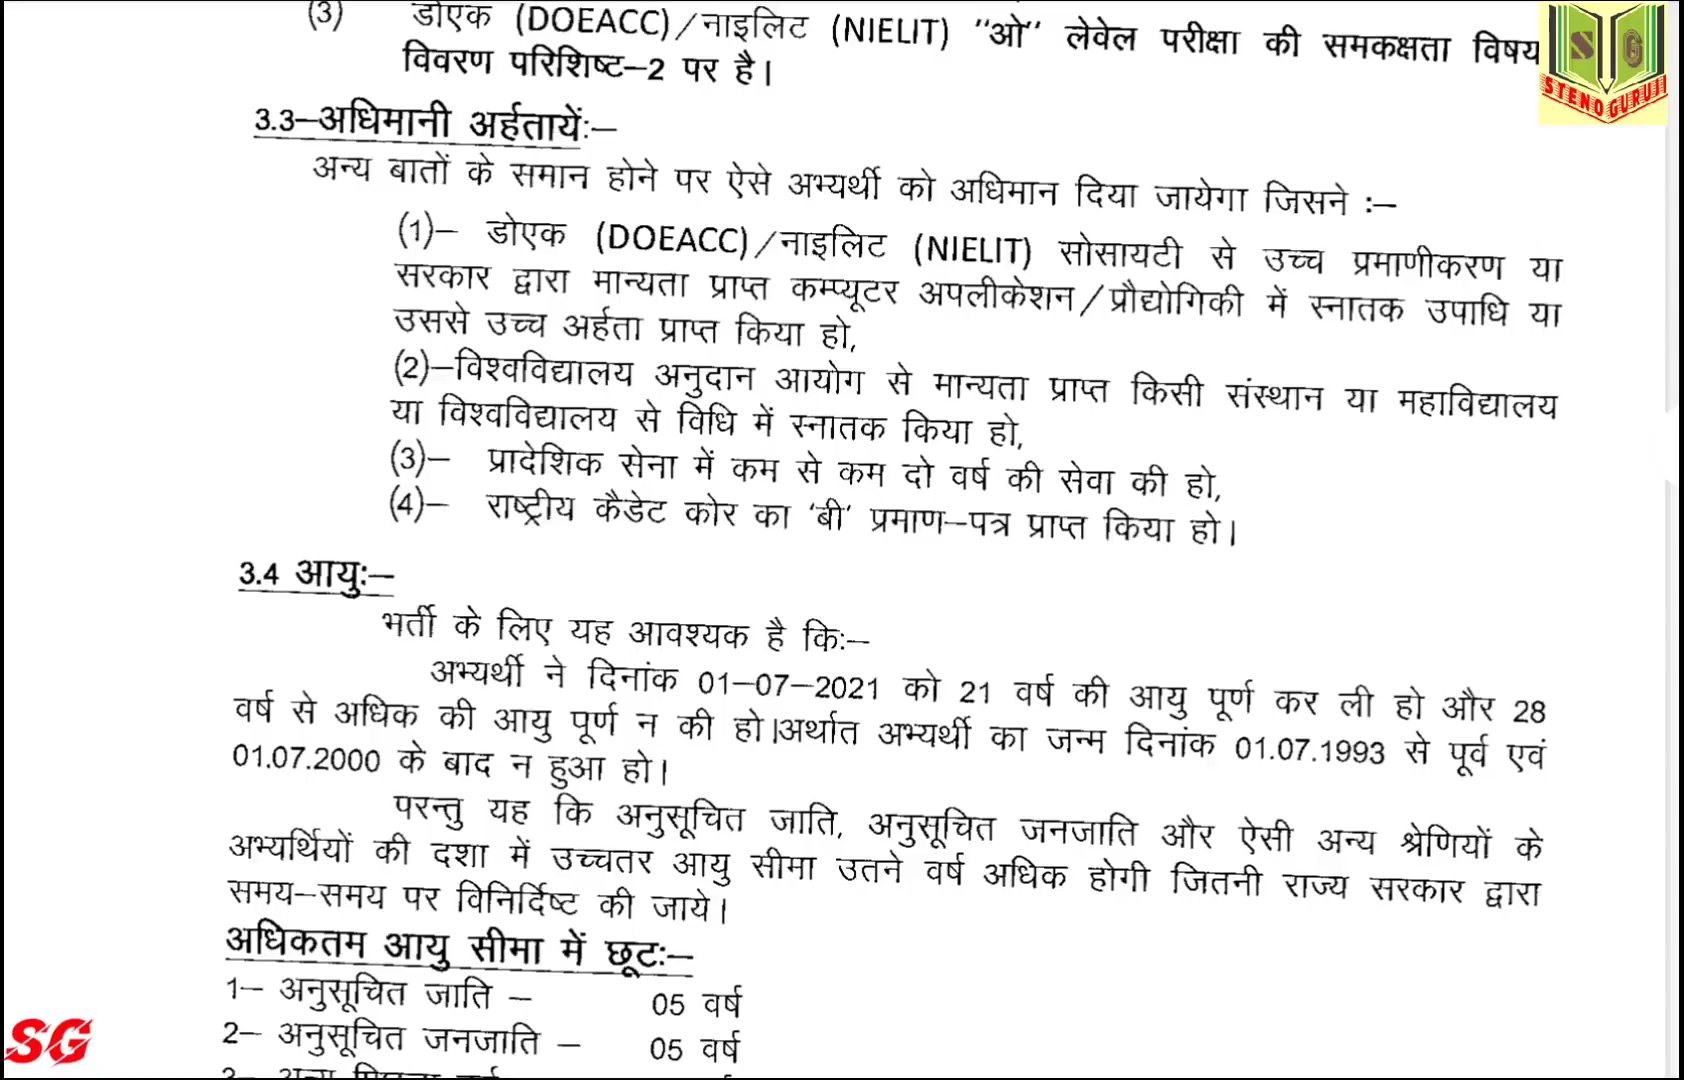 (3) डोएक (DOEACC)/नाइलिट (NIELIT) "ओ" लेवेल परीक्षा की समकक्षता विषय
विवरण परिशिष्ट–2 पर है।
SG
STENO GURUJI
3.3–अधिमानी अर्हतायें:–
अन्य बातों के समान होने पर ऐसे अभ्यर्थी को अधिमान दिया जायेगा जिसने :–
(1)– डोएक (DOEACC)/नाइलिट (NIELIT) सोसायटी से उच्च प्रमाणीकरण या
सरकार द्वारा मान्यता प्राप्त कम्प्यूटर अपलीकेशन/प्रौद्योगिकी में स्नातक उपाधि या
उससे उच्च अर्हता प्राप्त किया हो,
(2)–विश्वविद्यालय अनुदान आयोग से मान्यता प्राप्त किसी संस्थान या महाविद्यालय
या विश्वविद्यालय से विधि में स्नातक किया हो,
(3)– प्रादेशिक सेना में कम से कम दो वर्ष की सेवा की हो,
(4)– राष्ट्रीय कैडेट कोर का 'बी' प्रमाण–पत्र प्राप्त किया हो।
3.4 आयु:–
भर्ती के लिए यह आवश्यक है कि:–
अभ्यर्थी ने दिनांक 01–07–2021 को 21 वर्ष की आयु पूर्ण कर ली हो और 28
वर्ष से अधिक की आयु पूर्ण न की हो।अर्थात अभ्यर्थी का जन्म दिनांक 01.07.1993 से पूर्व एवं
01.07.2000 के बाद न हुआ हो।
परन्तु यह कि अनुसूचित जाति, अनुसूचित जनजाति और ऐसी अन्य श्रेणियों के
अभ्यर्थियों की दशा में उच्चतर आयु सीमा उतने वर्ष अधिक होगी जितनी राज्य सरकार द्वारा
समय–समय पर विनिर्दिष्ट की जाये।
अधिकतम आयु सीमा में छूट:–
1– अनुसूचित जाति – 05 वर्ष
2– अनुसूचित जनजाति – 05 वर्ष
SG